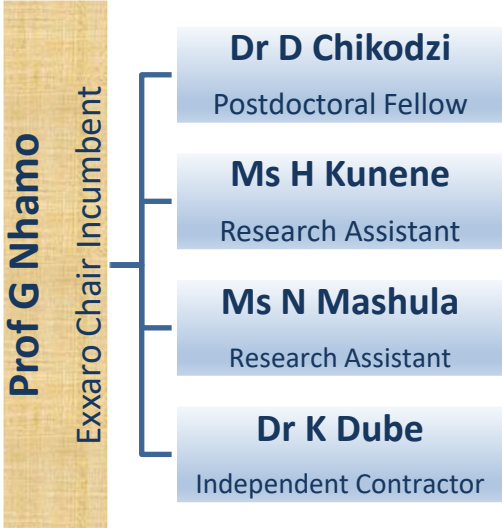 Prof G Nhamo
Exxaro Chair Incumbent
Dr D Chikodzi
Postdoctoral Fellow
Ms H Kunene
Research Assistant
Ms N Mashula
Research Assistant
Dr K Dube
Independent Contractor